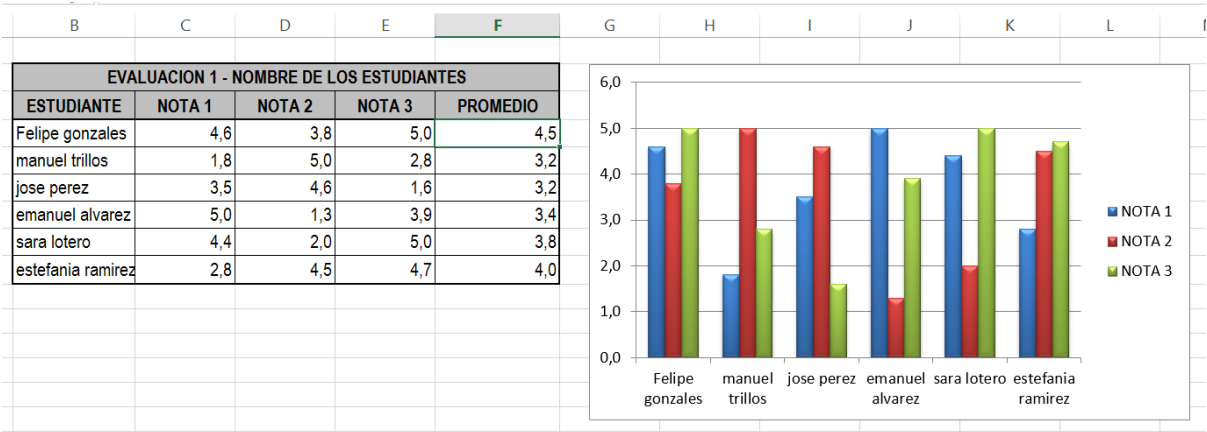 B C D E F G H I J K L
EVALUACION 1 - NOMBRE DE LOS ESTUDIANTES
ESTUDIANTE NOTA 1 NOTA 2 NOTA 3 PROMEDIO
Felipe gonzales 4,6 3,8 5,0 4,5
manuel trillos 1,8 5,0 2,8 3,2
jose perez 3,5 4,6 1,6 3,2
emanuel alvarez 5,0 1,3 3,9 3,4
sara lotero 4,4 2,0 5,0 3,8
estefania ramirez 2,8 4,5 4,7 4,0
6,0
5,0
4,0
3,0
2,0
1,0
0,0
Felipe gonzales
manuel trillos
jose perez
emanuel alvarez
sara lotero
estefania ramirez
NOTA 1
NOTA 2
NOTA 3